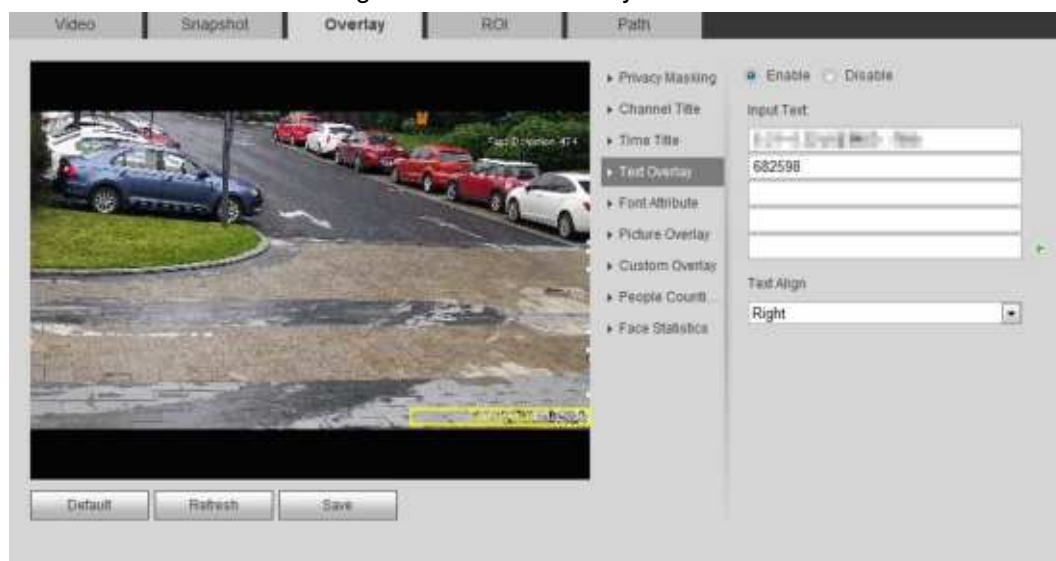 Video Snapshot Overlay ROI Path
Privacy Masking
Channel Title
Time Title
Text Overlay
Font Attribute
Picture Overlay
Custom Overlay
People Counti...
Face Statistics
Enable Disable
Input Text:
682598
Text Align
Right
Default Refresh Save